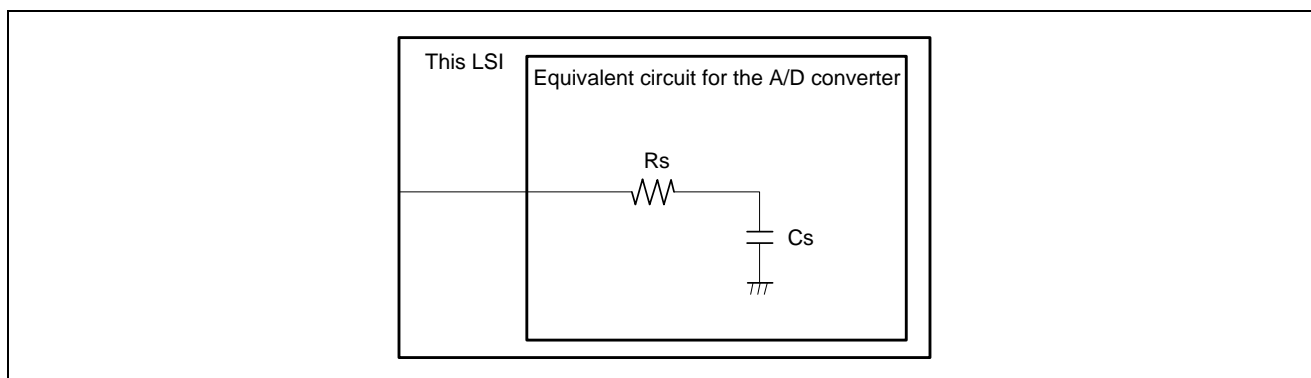 This LSI
Equivalent circuit for the A/D converter
Rs
Cs